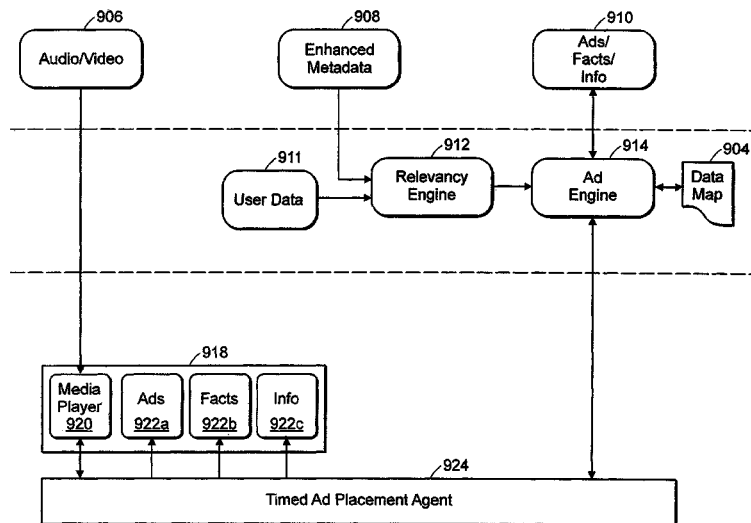 906
908
910
Audio/Video
Enhanced
Metadata
Ads/
Facts/
Info
911
912
914
904
User Data
Relevancy
Engine
Ad
Engine
Data
Map
918
Media
Player
920
Ads
922a
Facts
922b
Info
922c
924
Timed Ad Placement Agent